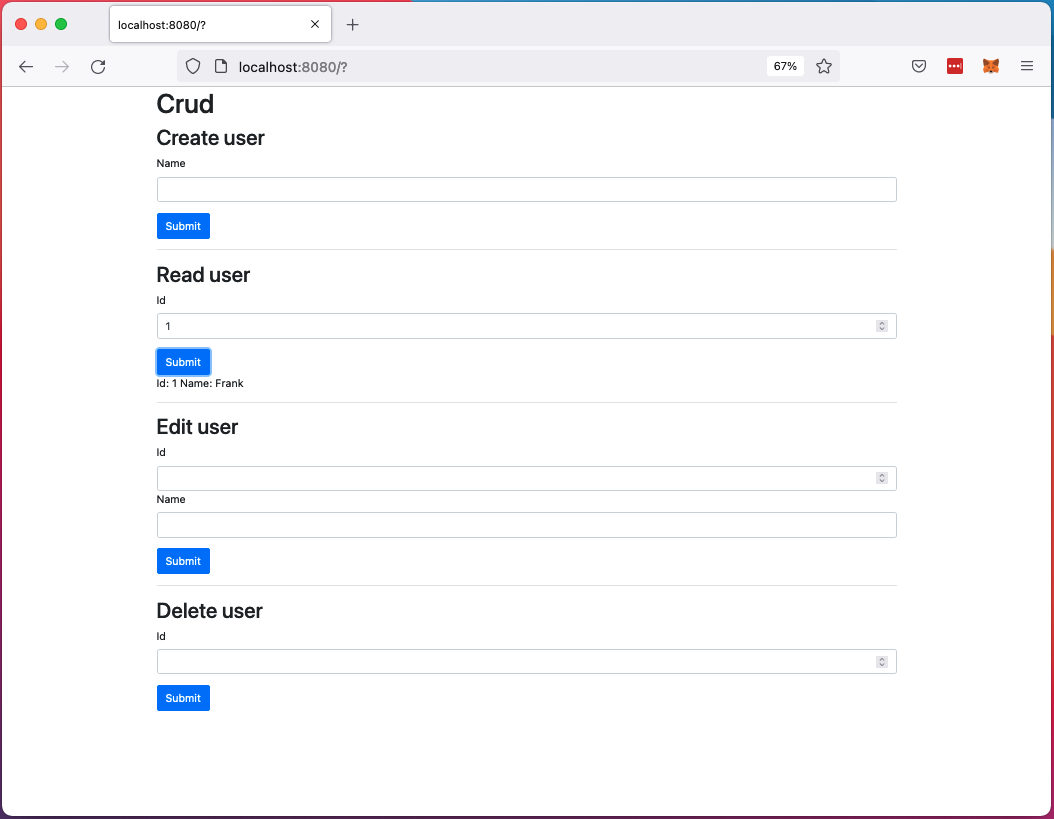 localhost:8080/?
localhost:8080/? 67%
Crud
Create user
Name
Submit
Read user
Id
1
Submit
Id: 1 Name: Frank
Edit user
Id
Name
Submit
Delete user
Id
Submit